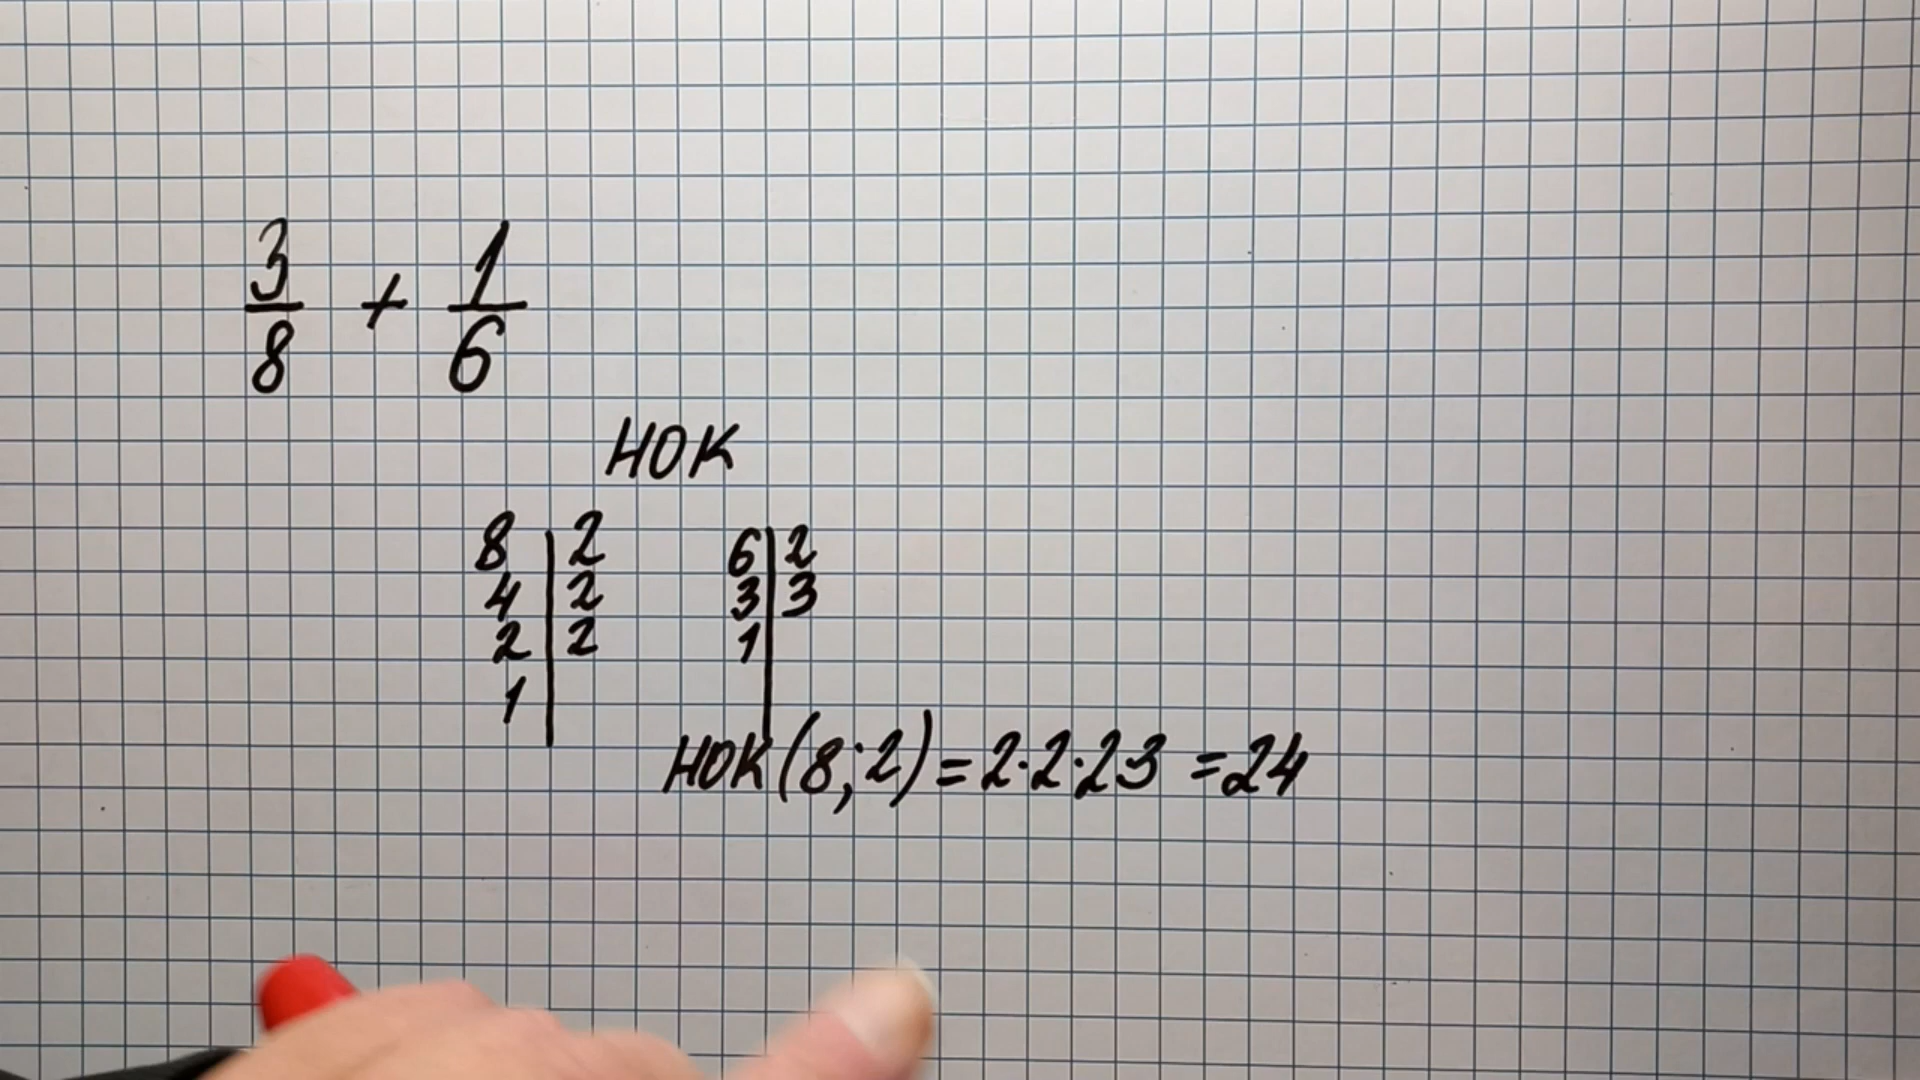 3/8 + 1/6
НОК
8 | 2 6 | 2
4 | 2 3 | 3
2 | 2 1 |
1 |
НОК(8;2)=2·2·2·3=24